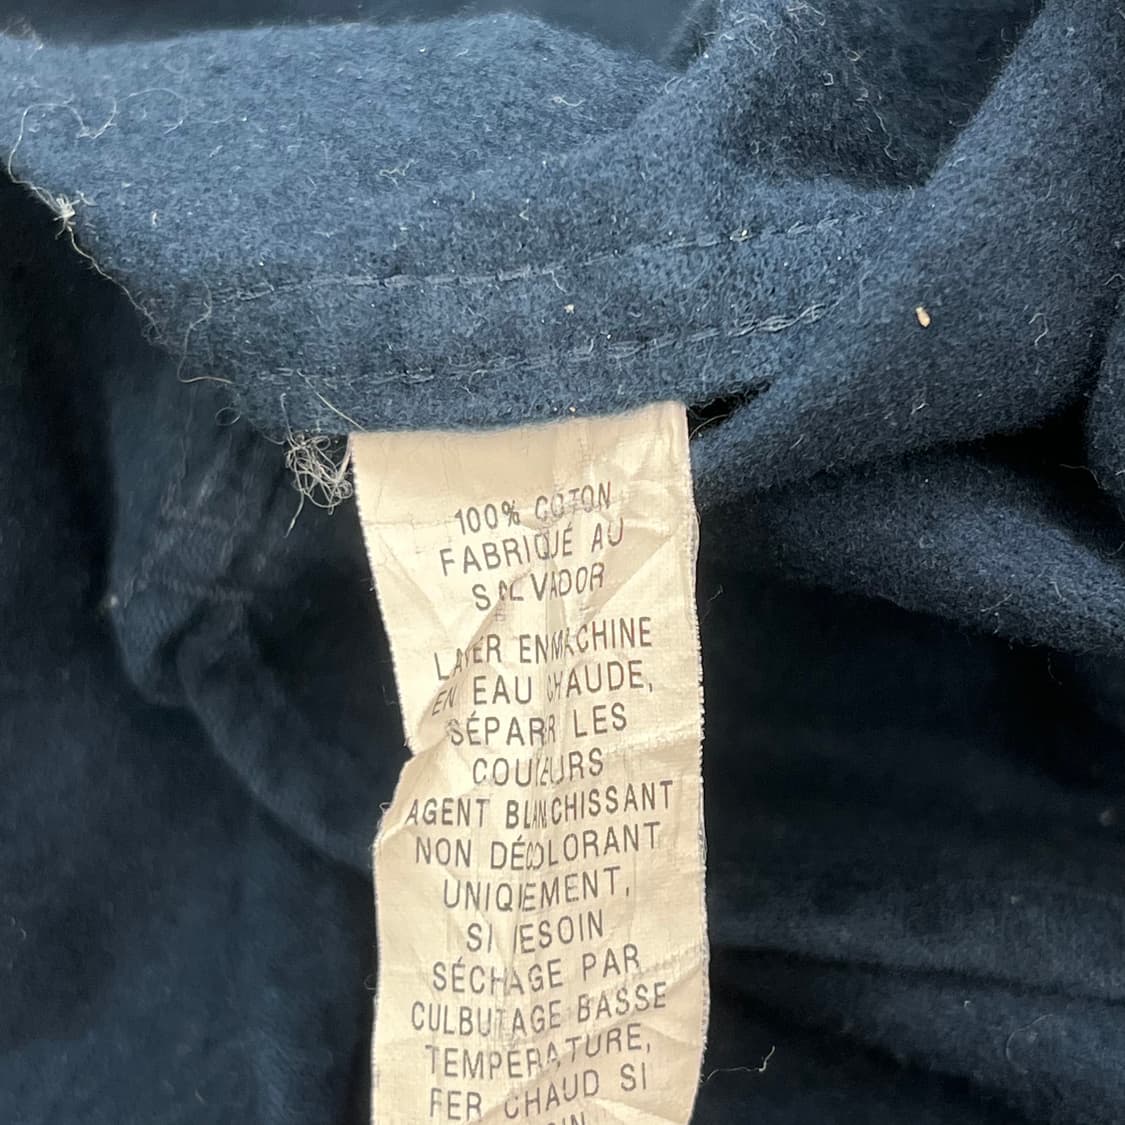 100% COTON
FABRIQUÉ AU
SALVADOR
LAVER EN MACHINE
EN EAU CHAUDE,
SÉPARER LES
COULEURS
AGENT BLANCHISSANT
NON DÉCOLORANT
UNIQEMENT,
SI BESOIN
SÉCHAGE PAR
CULBUTAGE BASSE
TEMPÉRATURE,
FER CHAUD SI